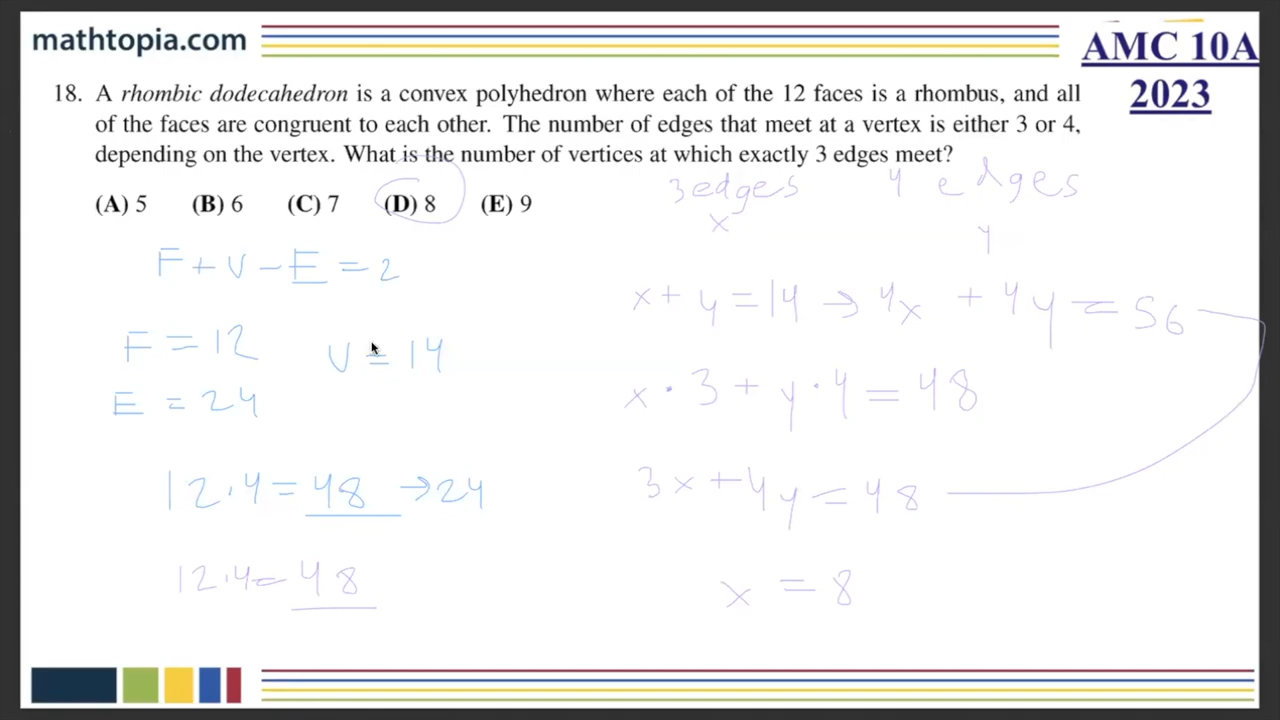 mathtopia.com
AMC 10A
2023
18. A rhombic dodecahedron is a convex polyhedron where each of the 12 faces is a rhombus, and all
of the faces are congruent to each other. The number of edges that meet at a vertex is either 3 or 4,
depending on the vertex. What is the number of vertices at which exactly 3 edges meet?
(A) 5 (B) 6 (C) 7 (D) 8 (E) 9
3 edges 4 edges
x y
F + V - E = 2
x + y = 14 → 4x + 4y = 56
F = 12 V = 14
x · 3 + y · 4 = 48
E = 24
12 · 4 = 48 → 24
3x + 4y = 48
12 · 4 = 48
x = 8